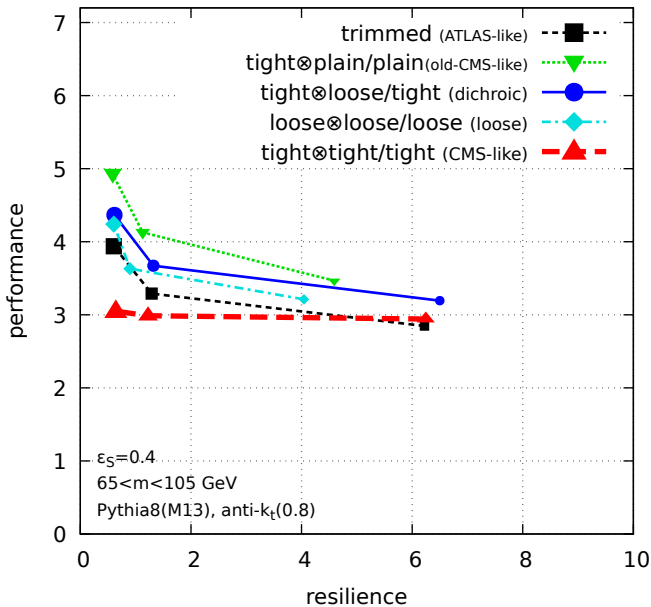 7
6
5
4
3
2
1
0
performance
trimmed (ATLAS-like)
tight⊗plain/plain(old-CMS-like)
tight⊗loose/tight (dichroic)
loose⊗loose/loose (loose)
tight⊗tight/tight (CMS-like)
εS=0.4
65<m<105 GeV
Pythia8(M13), anti-kt(0.8)
0 2 4 6 8 10
resilience